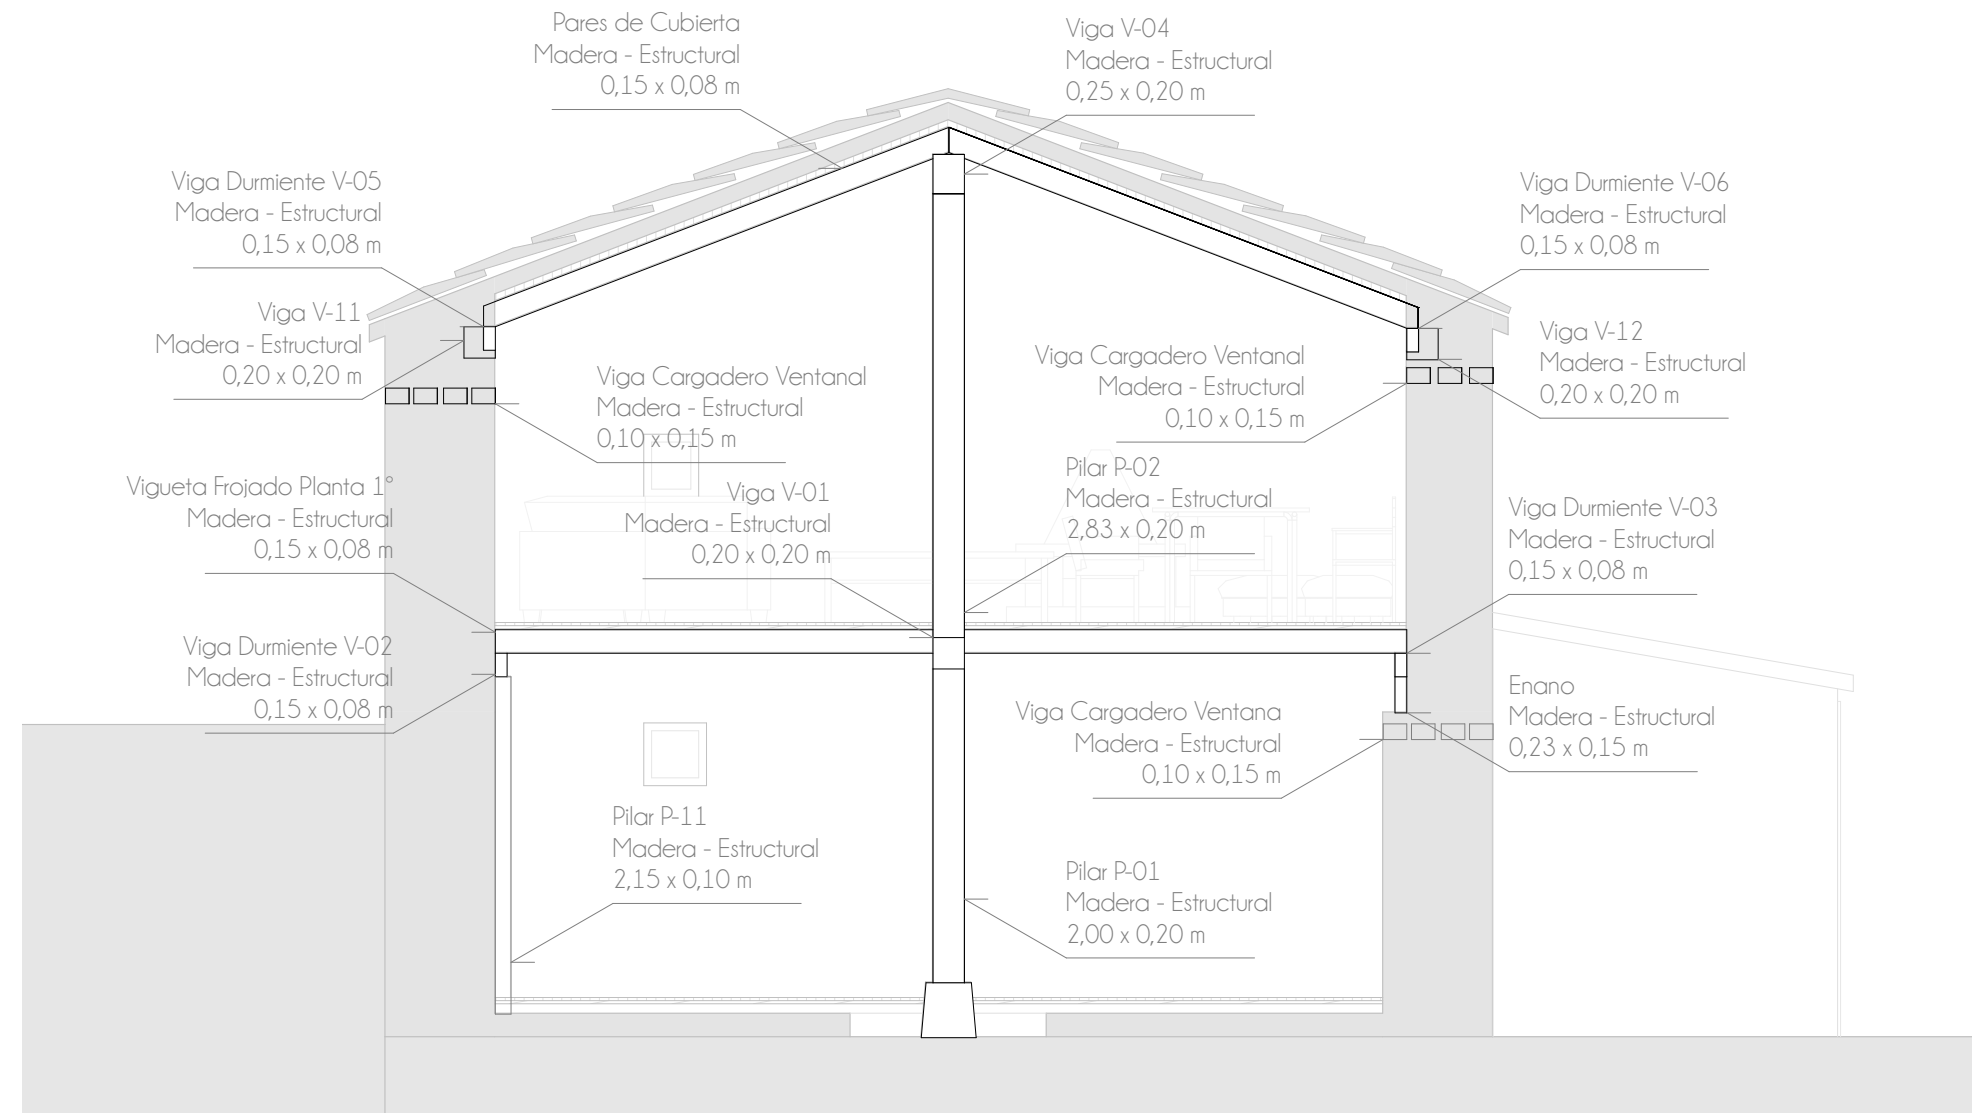 Pares de Cubierta
Madera - Estructural
0,15 x 0,08 m
Viga V-04
Madera - Estructural
0,25 x 0,20 m
Viga Durmiente V-05
Madera - Estructural
0,15 x 0,08 m
Viga Durmiente V-06
Madera - Estructural
0,15 x 0,08 m
Viga V-11
Madera - Estructural
0,20 x 0,20 m
Viga V-12
Madera - Estructural
0,20 x 0,20 m
Viga Cargadero Ventanal
Madera - Estructural
0,10 x 0,15 m
Viga Cargadero Ventanal
Madera - Estructural
0,10 x 0,15 m
Vigueta Frojado Planta 1º
Madera - Estructural
0,15 x 0,08 m
Viga V-01
Madera - Estructural
0,20 x 0,20 m
Pilar P-02
Madera - Estructural
2,83 x 0,20 m
Viga Durmiente V-03
Madera - Estructural
0,15 x 0,08 m
Viga Durmiente V-02
Madera - Estructural
0,15 x 0,08 m
Viga Cargadero Ventana
Madera - Estructural
0,10 x 0,15 m
Enano
Madera - Estructural
0,23 x 0,15 m
Pilar P-11
Madera - Estructural
2,15 x 0,10 m
Pilar P-01
Madera - Estructural
2,00 x 0,20 m